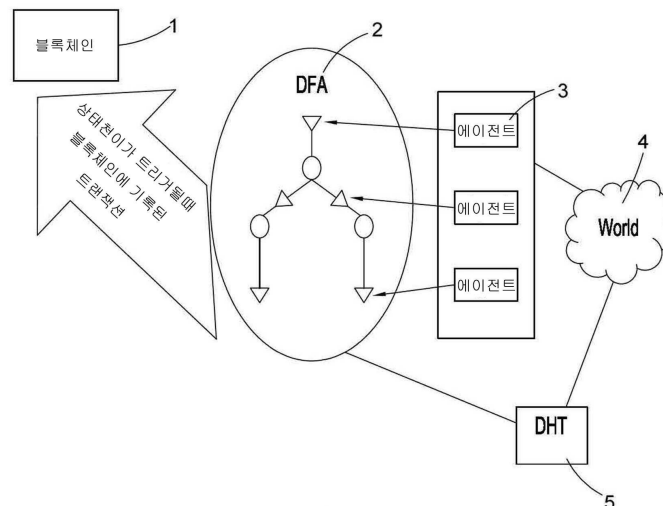 블록체인
1
상태천이가 트리거될때
블록체인에 기록된
트랜잭션
2
DFA
3
에이전트
에이전트
에이전트
4
World
DHT
5